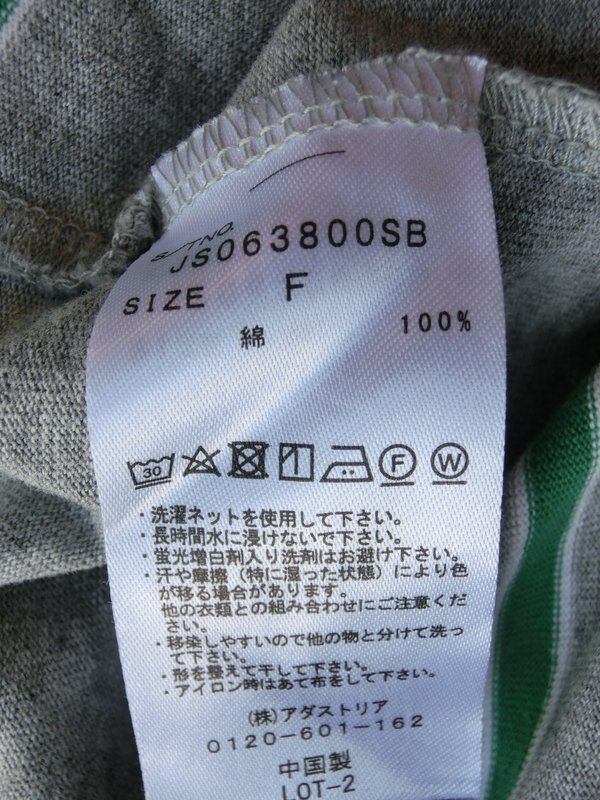 S/T NO.
JS063800SB
SIZE F
綿 100%
30 F W
・洗濯ネットを使用して下さい。
・長時間水に浸けないで下さい。
・蛍光増白剤入り洗剤はお避け下さい。
・汗や摩擦（特に湿った状態）により色
が移る場合があります。
他の衣類との組み合わせにご注意くだ
さい。
・移染しやすいので他の物と分けて洗っ
て下さい。
・形を整えて干して下さい。
・アイロン時はあて布をして下さい。
(株)アダストリア
0120-601-162
中国製
LOT-2